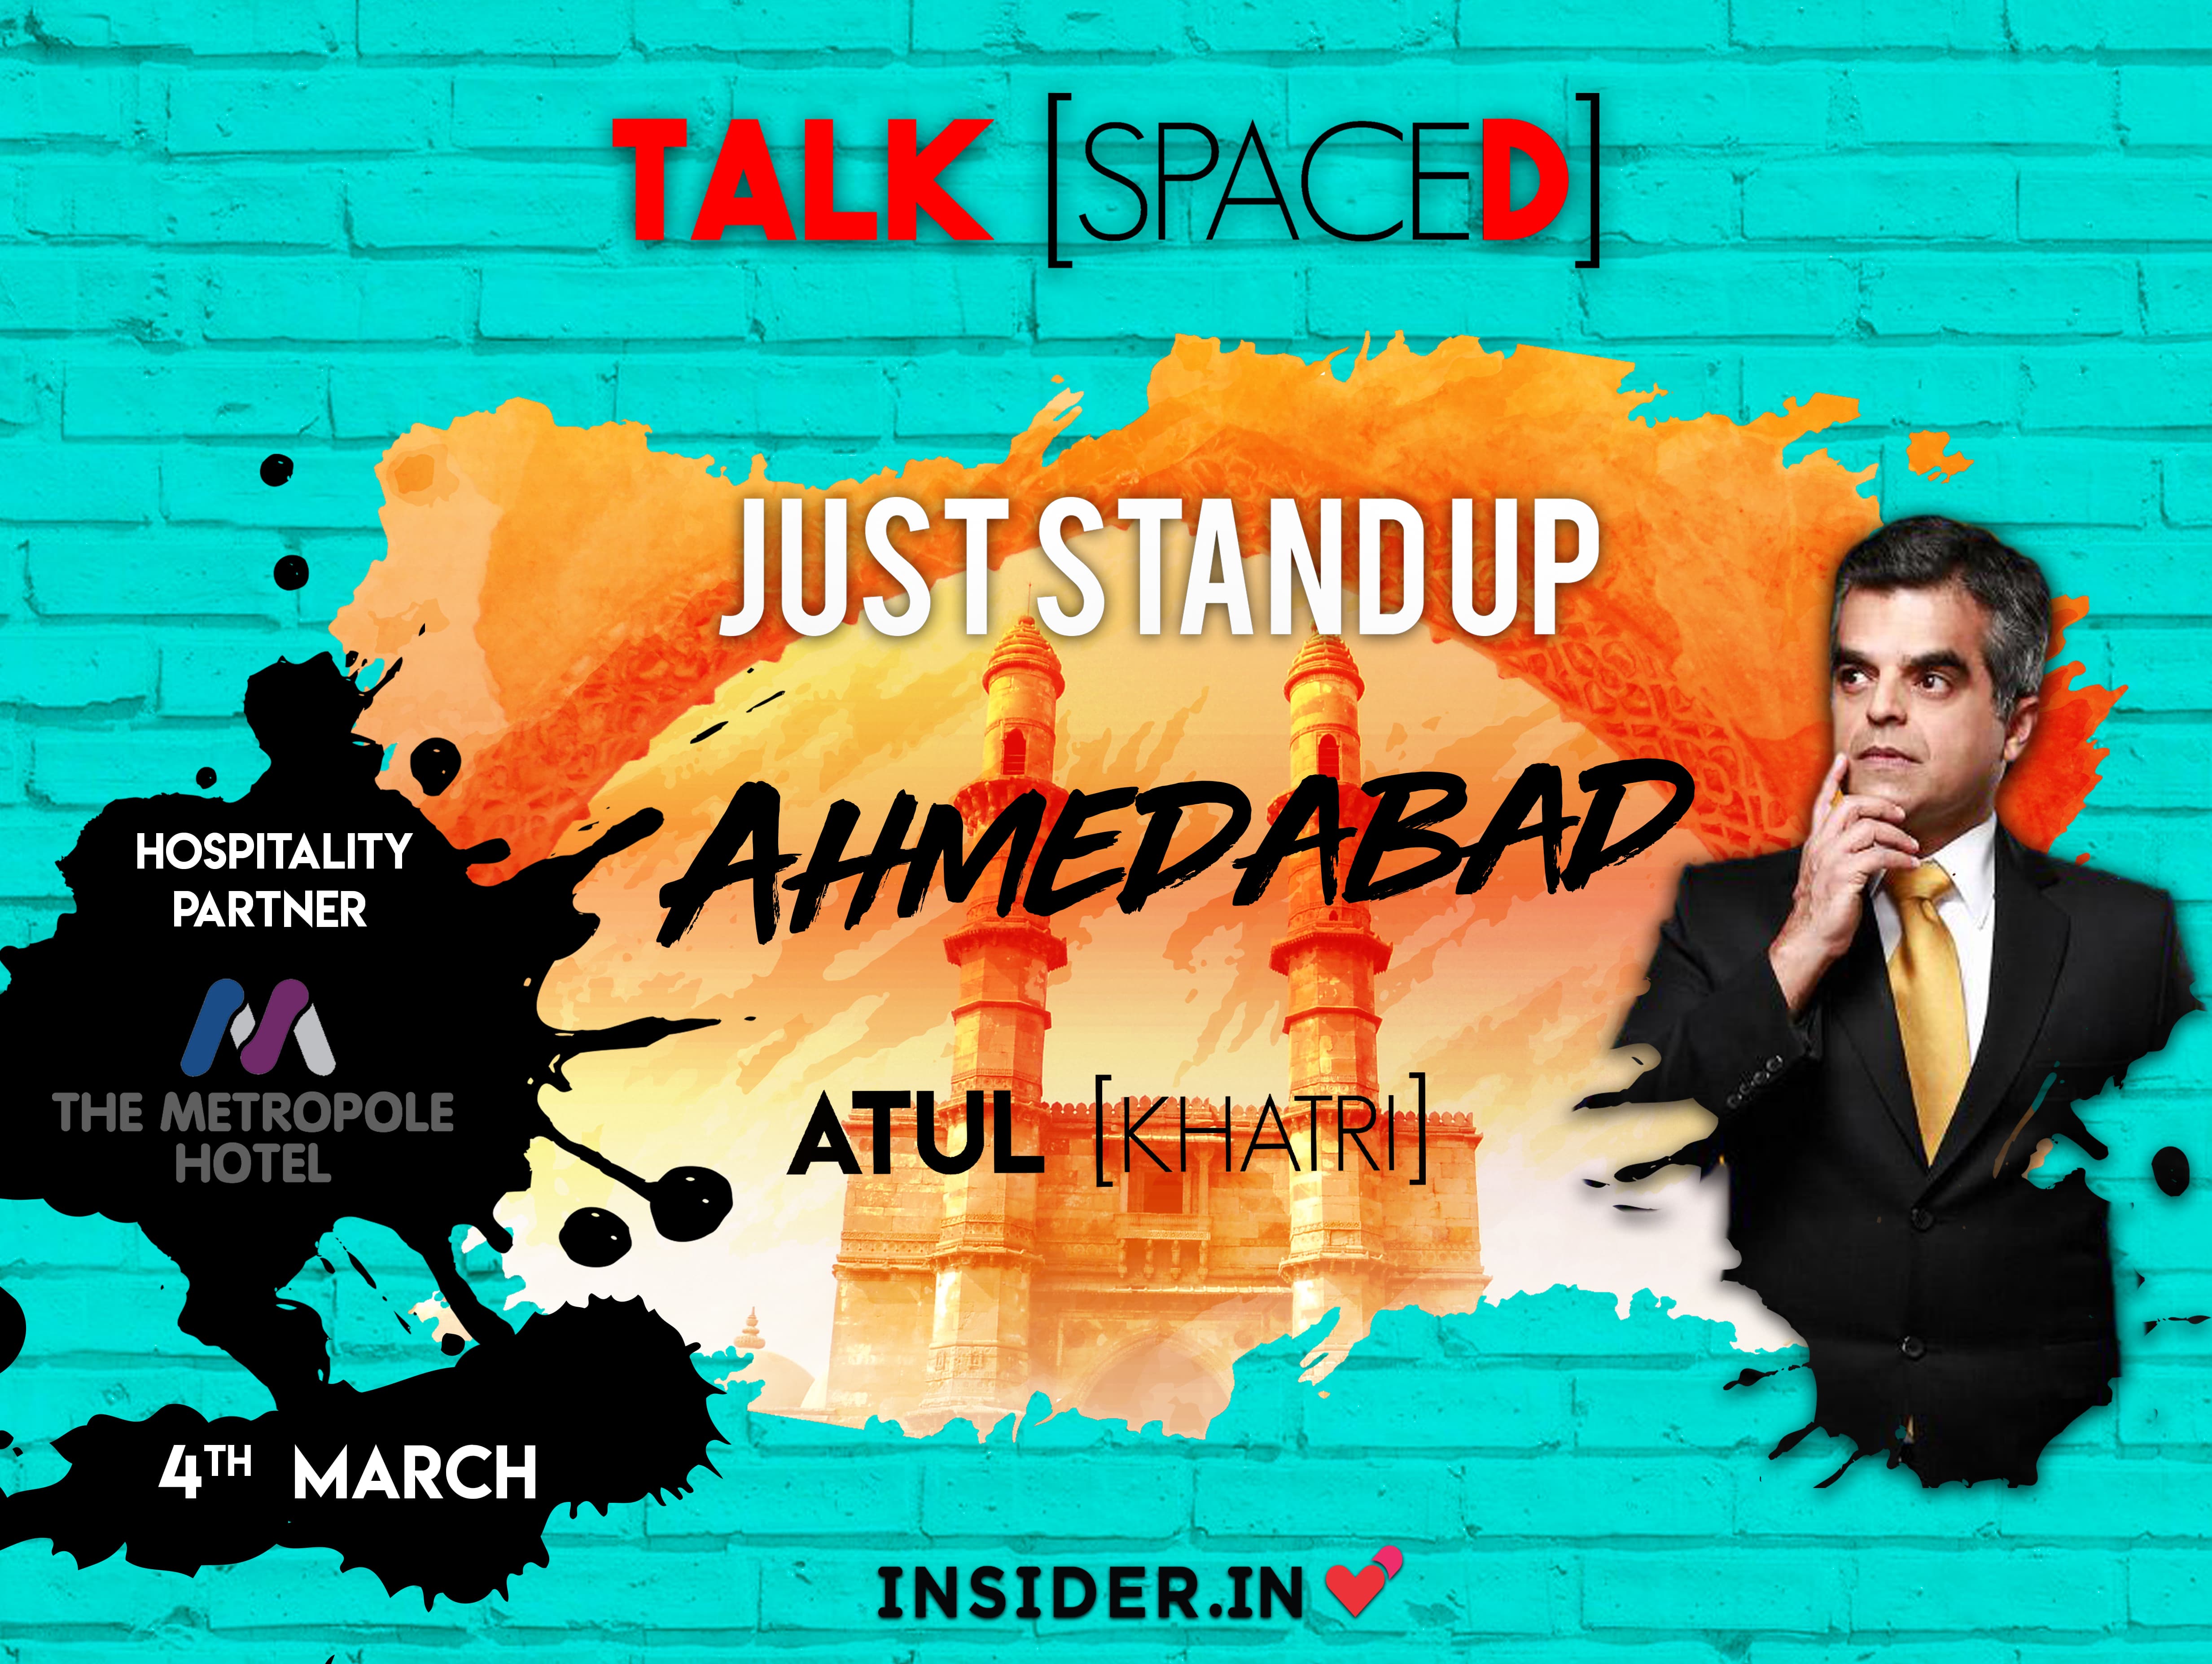 TALK [SPACED]
JUST STAND UP
AHMEDABAD
ATUL [KHATRI]
HOSPITALITY
PARTNER
THE METROPOLE
HOTEL
4TH MARCH
INSIDER.IN